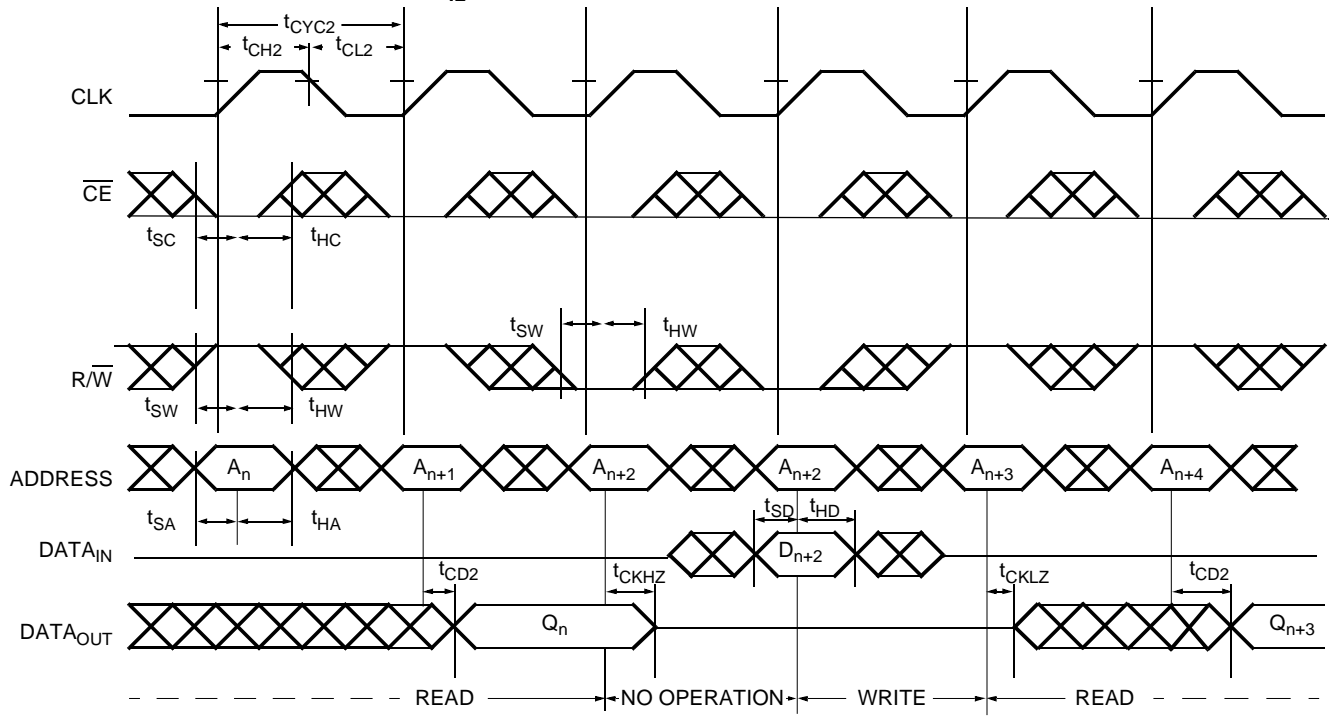 tCYC2
tCH2 tCL2
CLK
CE
tSC tHC
tSW tHW
R/W
tSW tHW
ADDRESS An An+1 An+2 An+2 An+3 An+4
tSA tHA tSD tHD
DATAIN Dn+2
tCD2 tCKHZ tCKLZ tCD2
DATAOUT Qn Qn+3
READ NO OPERATION WRITE READ